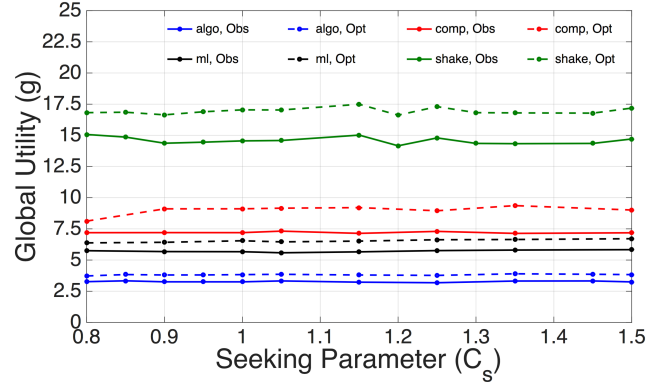 25
22.5
20
17.5
15
12.5
10
7.5
5
2.5
0
Global Utility (g)
algo, Obs
algo, Opt
comp, Obs
comp, Opt
ml, Obs
ml, Opt
shake, Obs
shake, Opt
0.8
0.9
1
1.1
1.2
1.3
1.4
1.5
Seeking Parameter (Cs)